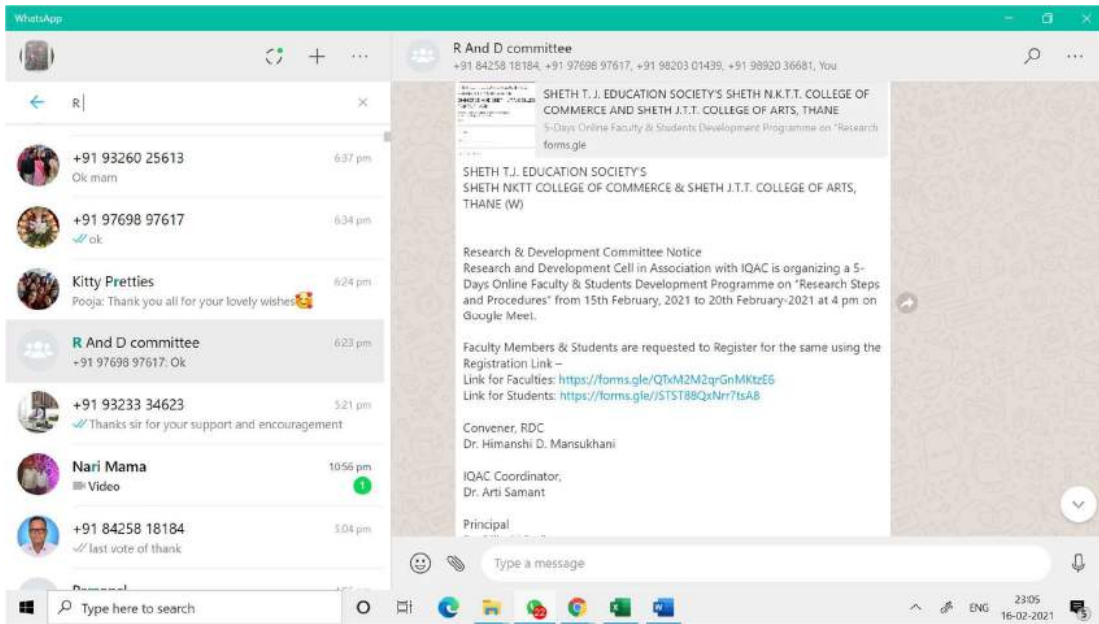 WhatsApp
R
+91 93260 25613
6:37 pm
Ok mam
+91 97698 97617
6:34 pm
ok
Kitty Pretties
6:24 pm
Pooja: Thank you all for your lovely wishes🥰
R And D committee
6:23 pm
+91 97698 97617: Ok
+91 93233 34623
5:21 pm
Thanks sir for your support and encouragement
Nari Mama
10:56 pm
Video
1
+91 84258 18184
5:04 pm
last vote of thank
R And D committee
+91 84258 18184, +91 97698 97617, +91 98203 01439, +91 98920 36681, You
SHETH T. J. EDUCATION SOCIETY'S SHETH N.K.T.T. COLLEGE OF
COMMERCE AND SHETH J.T.T. COLLEGE OF ARTS, THANE
5-Days Online Faculty & Students Development Programme on "Research
forms.gle
SHETH T.J. EDUCATION SOCIETY'S
SHETH NKTT COLLEGE OF COMMERCE & SHETH J.T.T. COLLEGE OF ARTS,
THANE (W)
Research & Development Committee Notice
Research and Development Cell in Association with IQAC is organizing a 5-
Days Online Faculty & Students Development Programme on "Research Steps
and Procedures" from 15th February, 2021 to 20th February-2021 at 4 pm on
Google Meet.
Faculty Members & Students are requested to Register for the same using the
Registration Link –
Link for Faculties: https://forms.gle/QTxM2M2qrGnMKtzE6
Link for Students: https://forms.gle/JSTST88QxNrr7tsA8
Convener, RDC
Dr. Himanshi D. Mansukhani
IQAC Coordinator,
Dr. Arti Samant
Principal
Type a message
Type here to search
22
ENG
23:05
16-02-2021
5